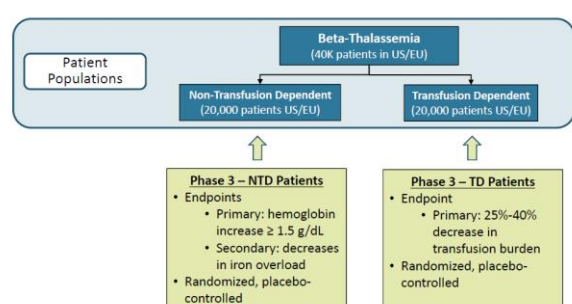 Patient
Populations
Beta-Thalassemia
(40K patients in US/EU)
Non-Transfusion Dependent
(20,000 patients US/EU)
Transfusion Dependent
(20,000 patients US/EU)
Phase 3 – NTD Patients
• Endpoints
• Primary: hemoglobin
increase ≥ 1.5 g/dL
• Secondary: decreases
in iron overload
• Randomized, placebo-
controlled
Phase 3 – TD Patients
• Endpoint
• Primary: 25%-40%
decrease in
transfusion burden
• Randomized, placebo-
controlled